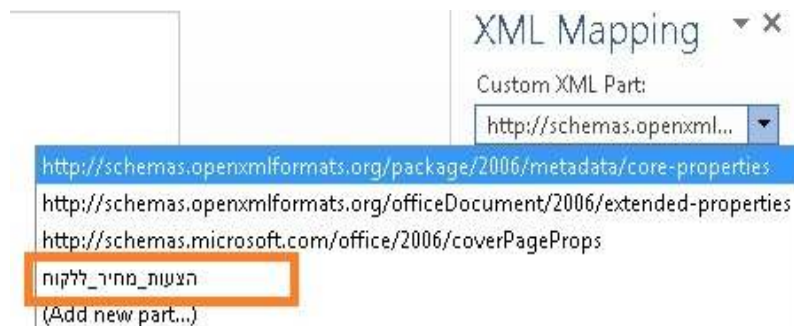 XML Mapping
Custom XML Part:
http://schemas.openxml...
http://schemas.openxmlformats.org/package/2006/metadata/core-properties
http://schemas.openxmlformats.org/officeDocument/2006/extended-properties
http://schemas.microsoft.com/office/2006/coverPageProps
הצעות_מחיר_ללקוח
(Add new part...)